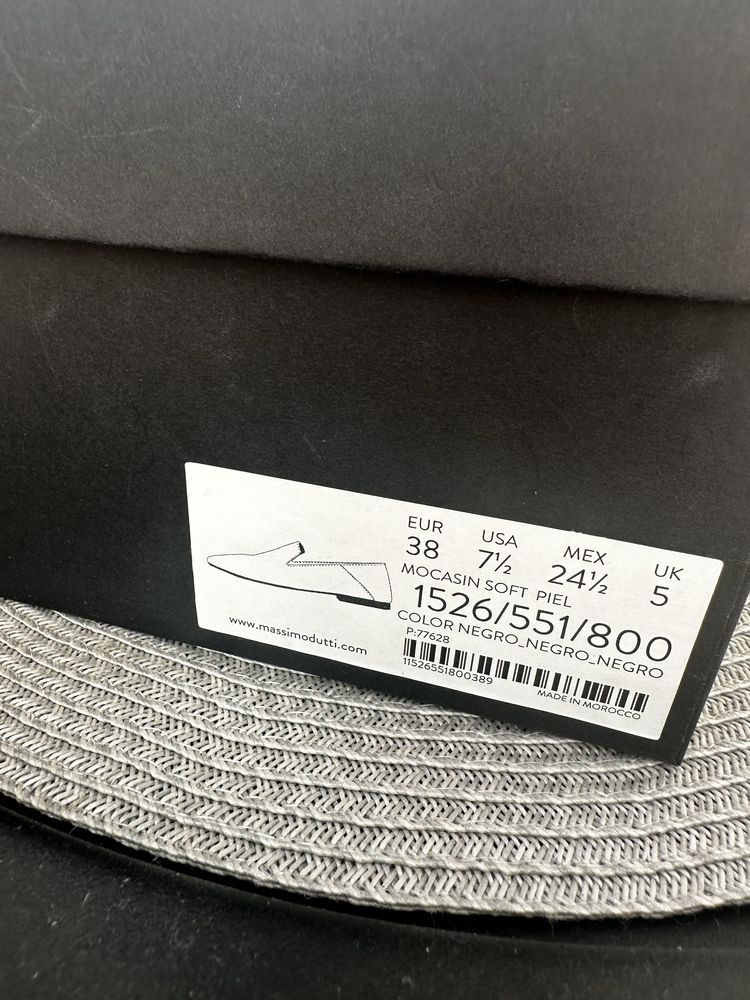 EUR USA MEX UK
38 7½ 24½ 5
MOCASIN SOFT PIEL
1526/551/800
COLOR NEGRO_NEGRO_NEGRO
P:77628
11526551800389
MADE IN MOROCCO
www.massimodutti.com